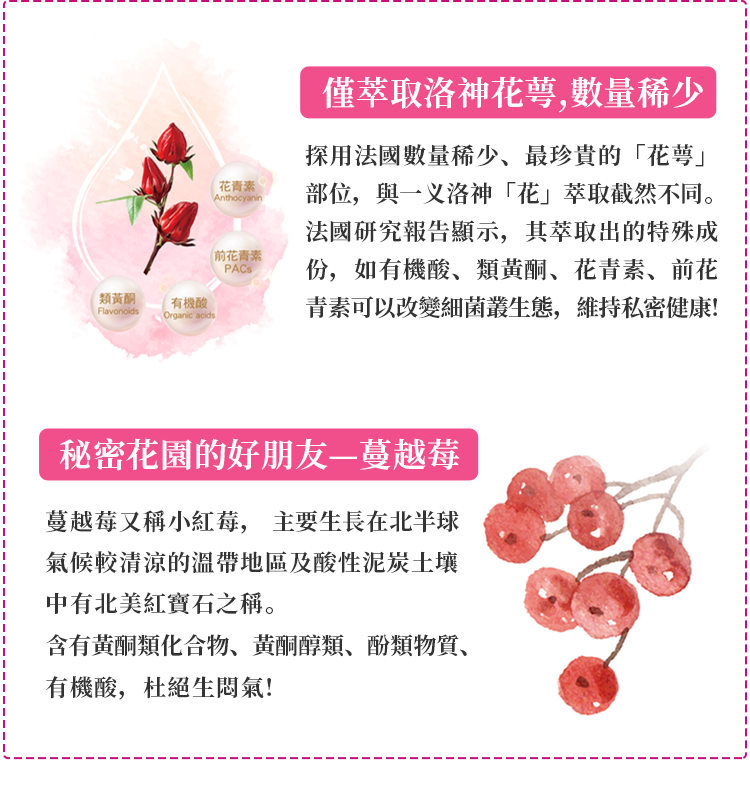 僅萃取洛神花萼,數量稀少
採用法國數量稀少、最珍貴的「花萼」
部位，與一义洛神「花」萃取截然不同。
法國研究報告顯示，其萃取出的特殊成
份，如有機酸、類黃酮、花青素、前花
青素可以改變細菌叢生態，維持私密健康!
花青素
Anthocyanin
前花青素
PACs
類黃酮
Flavonoids
有機酸
Organic acids
秘密花園的好朋友—蔓越莓
蔓越莓又稱小紅莓， 主要生長在北半球
氣候較清涼的溫帶地區及酸性泥炭土壤
中有北美紅寶石之稱。
含有黃酮類化合物、黃酮醇類、酚類物質、
有機酸，杜絕生悶氣!